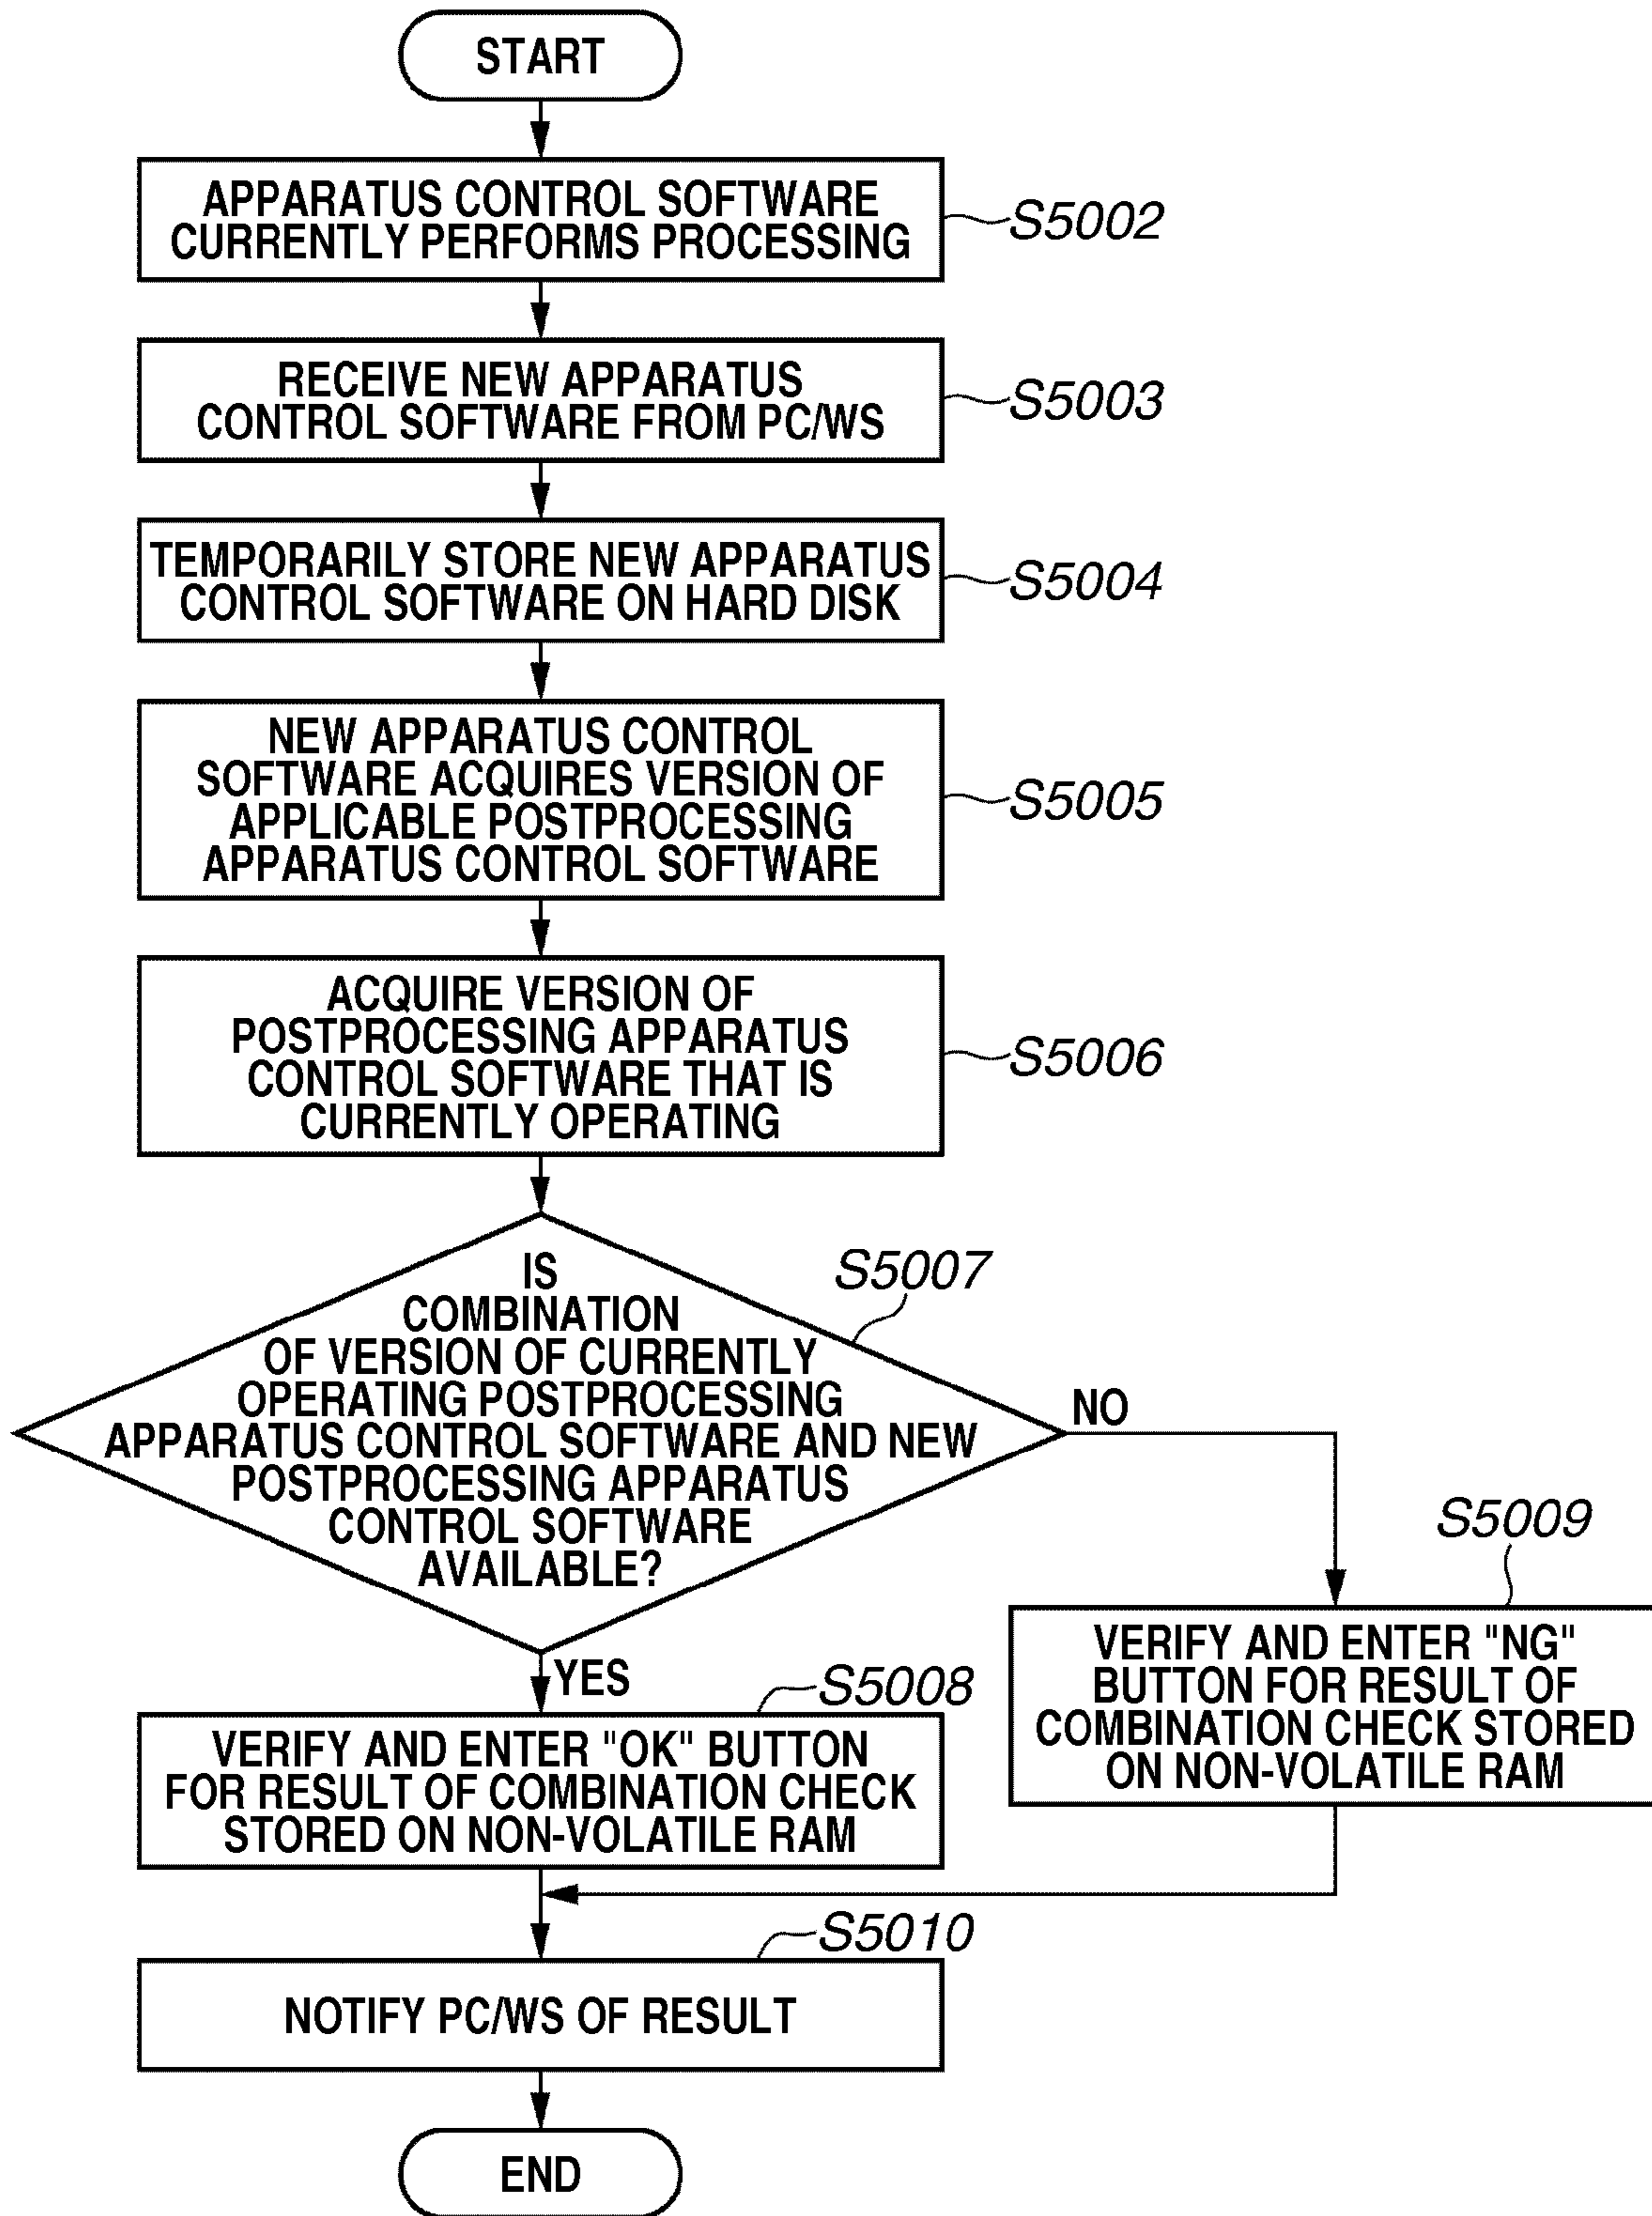 START
APPARATUS CONTROL SOFTWARE
CURRENTLY PERFORMS PROCESSING
S5002
RECEIVE NEW APPARATUS
CONTROL SOFTWARE FROM PC/WS
S5003
TEMPORARILY STORE NEW APPARATUS
CONTROL SOFTWARE ON HARD DISK
S5004
NEW APPARATUS CONTROL
SOFTWARE ACQUIRES VERSION OF
APPLICABLE POSTPROCESSING
APPARATUS CONTROL SOFTWARE
S5005
ACQUIRE VERSION OF
POSTPROCESSING APPARATUS
CONTROL SOFTWARE THAT IS
CURRENTLY OPERATING
S5006
IS
COMBINATION
OF VERSION OF CURRENTLY
OPERATING POSTPROCESSING
APPARATUS CONTROL SOFTWARE AND NEW
POSTPROCESSING APPARATUS
CONTROL SOFTWARE
AVAILABLE?
S5007
NO
YES
S5009
VERIFY AND ENTER "NG"
BUTTON FOR RESULT OF
COMBINATION CHECK STORED
ON NON-VOLATILE RAM
S5008
VERIFY AND ENTER "OK" BUTTON
FOR RESULT OF COMBINATION CHECK
STORED ON NON-VOLATILE RAM
S5010
NOTIFY PC/WS OF RESULT
END